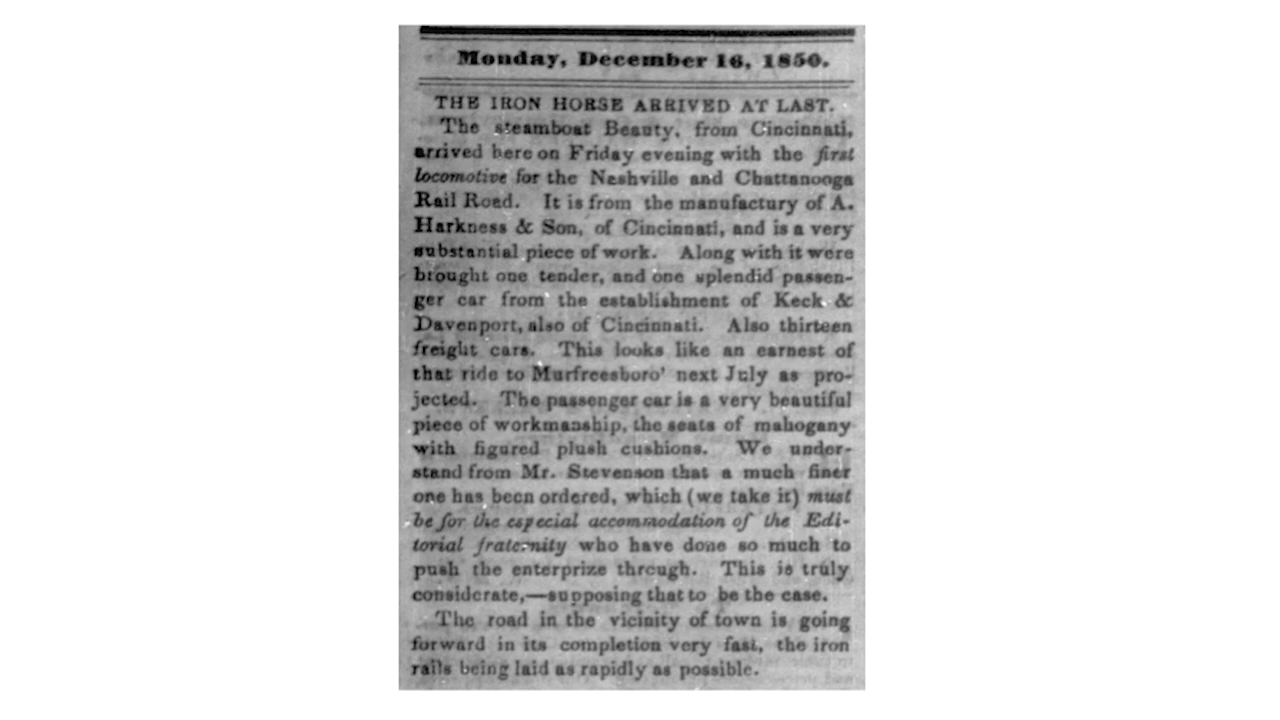 Monday, December 16, 1850.
THE IRON HORSE ARRIVED AT LAST.
The steamboat Beauty, from Cincinnati,
arrived here on Friday evening with the first
locomotive for the Nashville and Chattanooga
Rail Road. It is from the manufactury of A.
Harkness & Son, of Cincinnati, and is a very
substantial piece of work. Along with it were
brought one tender, and one splendid passen-
ger car from the establishment of Keck &
Davenport, also of Cincinnati. Also thirteen
freight cars. This looks like an earnest of
that ride to Murfreesboro' next July as pro-
jected. The passenger car is a very beautiful
piece of workmanship, the seats of mahogany
with figured plush cushions. We under-
stand from Mr. Stevenson that a much finer
one has been ordered, which (we take it) must
be for the especial accommodation of the Edi-
torial fraternity who have done so much to
push the enterprize through. This is truly
considerate,—supposing that to be the case.
The road in the vicinity of town is going
forward in its completion very fast, the iron
rails being laid as rapidly as possible.